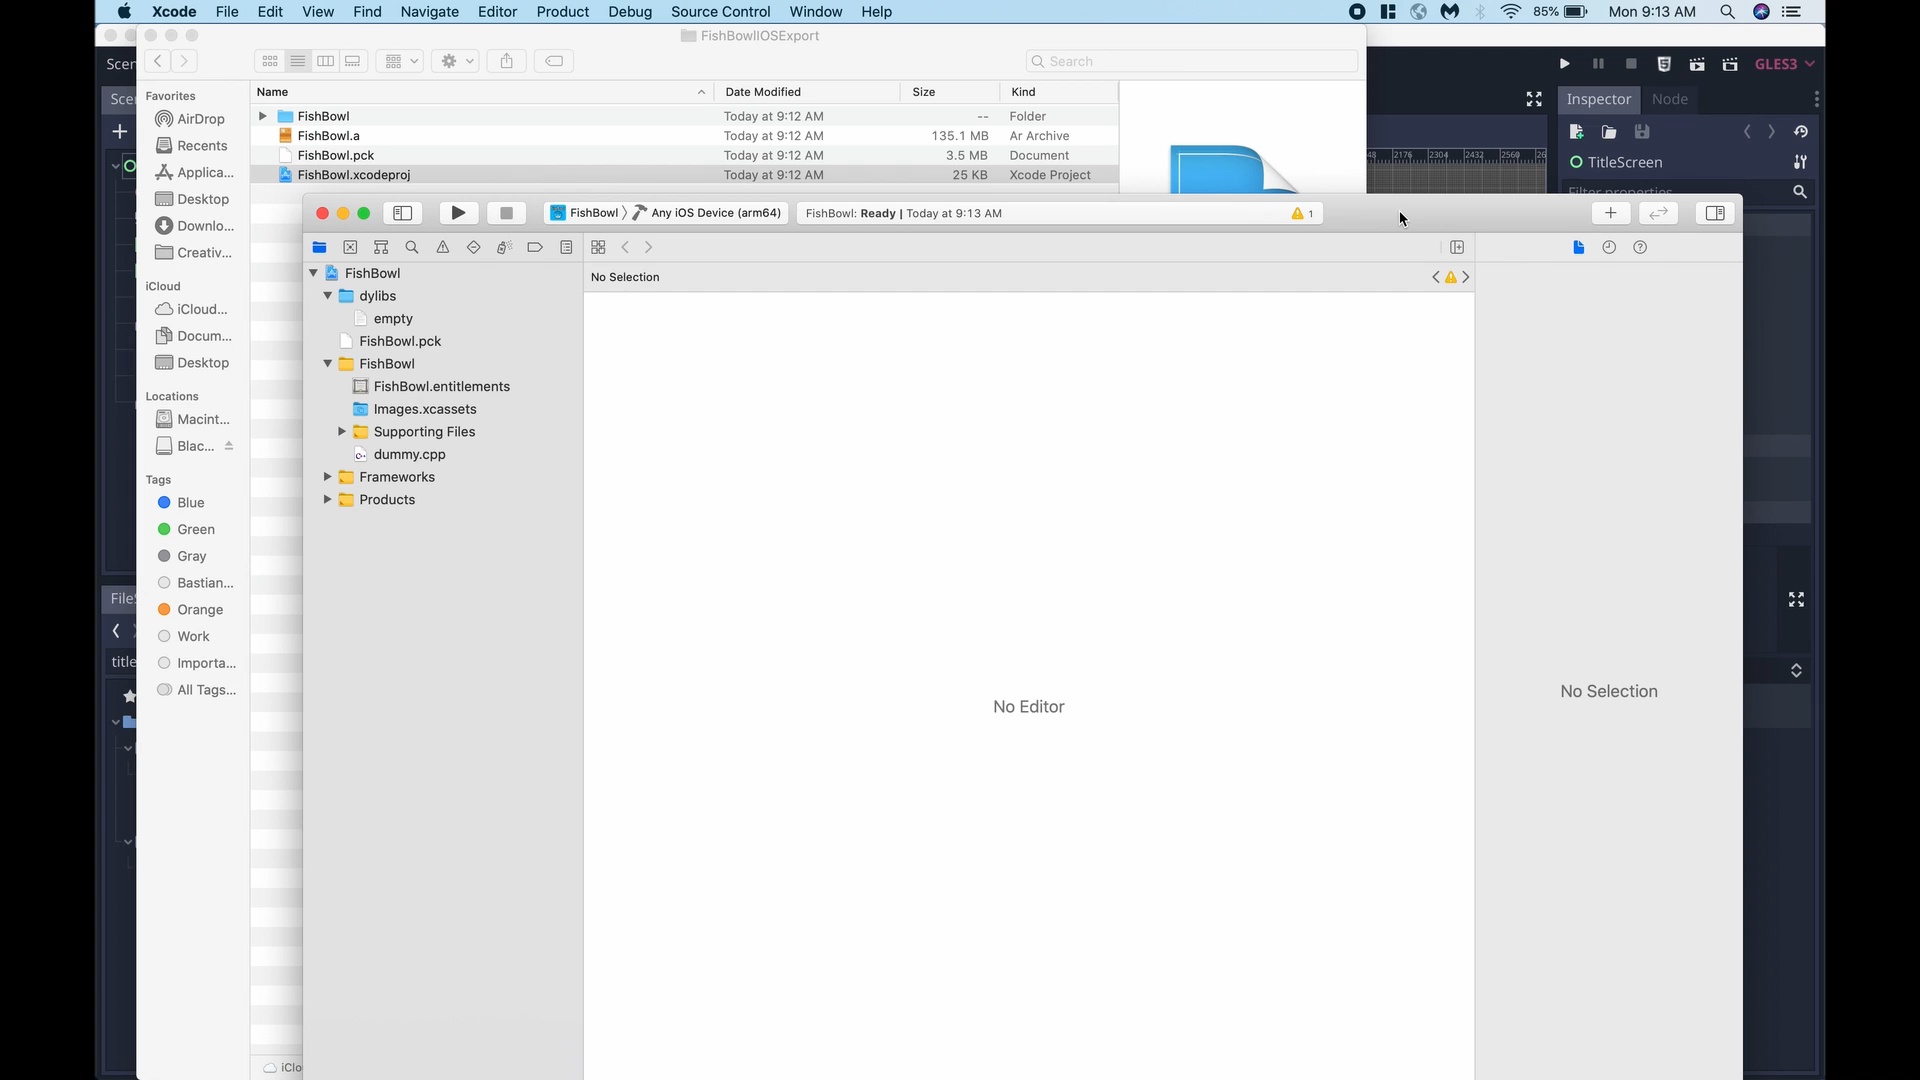 Xcode File Edit View Find Navigate Editor Product Debug Source Control Window Help 85% Mon 9:13 AM
FishBowlIOSExport
Search
GLES3
Inspector Node
TitleScreen
2176 2304 2432 2560
Favorites
AirDrop
Recents
Applica...
Desktop
Downlo...
Creativ...
iCloud
iCloud...
Docum...
Desktop
Locations
Macint...
Blac...
Tags
Blue
Green
Gray
Bastian...
Orange
Work
Importa...
All Tags...
Name Date Modified Size Kind
FishBowl Today at 9:12 AM -- Folder
FishBowl.a Today at 9:12 AM 135.1 MB Ar Archive
FishBowl.pck Today at 9:12 AM 3.5 MB Document
FishBowl.xcodeproj Today at 9:12 AM 25 KB Xcode Project
Filter properties
FishBowl Any iOS Device (arm64) FishBowl: Ready | Today at 9:13 AM 1
FishBowl
dylibs
empty
FishBowl.pck
FishBowl
FishBowl.entitlements
Images.xcassets
Supporting Files
dummy.cpp
Frameworks
Products
No Selection
No Editor
No Selection